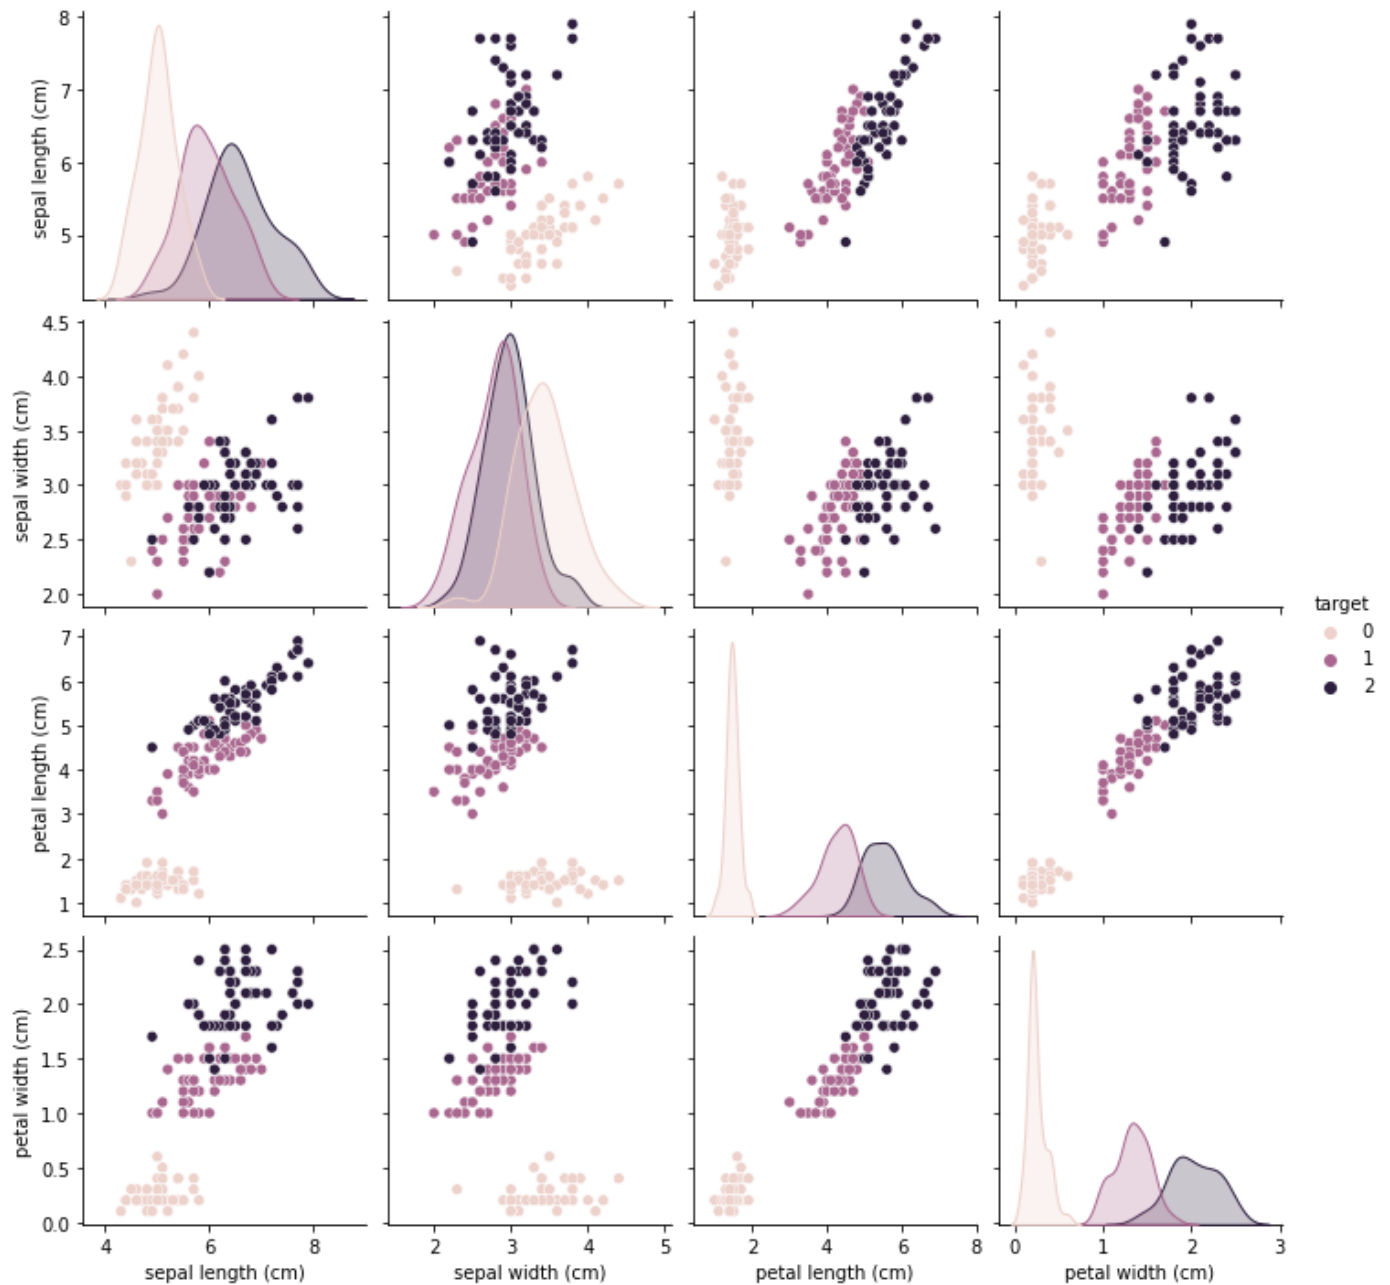 8
7
6
5
sepal length (cm)
4.5
4.0
3.5
3.0
2.5
2.0
sepal width (cm)
target
0
1
2
7
6
5
4
3
2
1
petal length (cm)
2.5
2.0
1.5
1.0
0.5
0.0
petal width (cm)
4 6 8
2 3 4 5
2 4 6 8
0 1 2 3
sepal length (cm)
sepal width (cm)
petal length (cm)
petal width (cm)